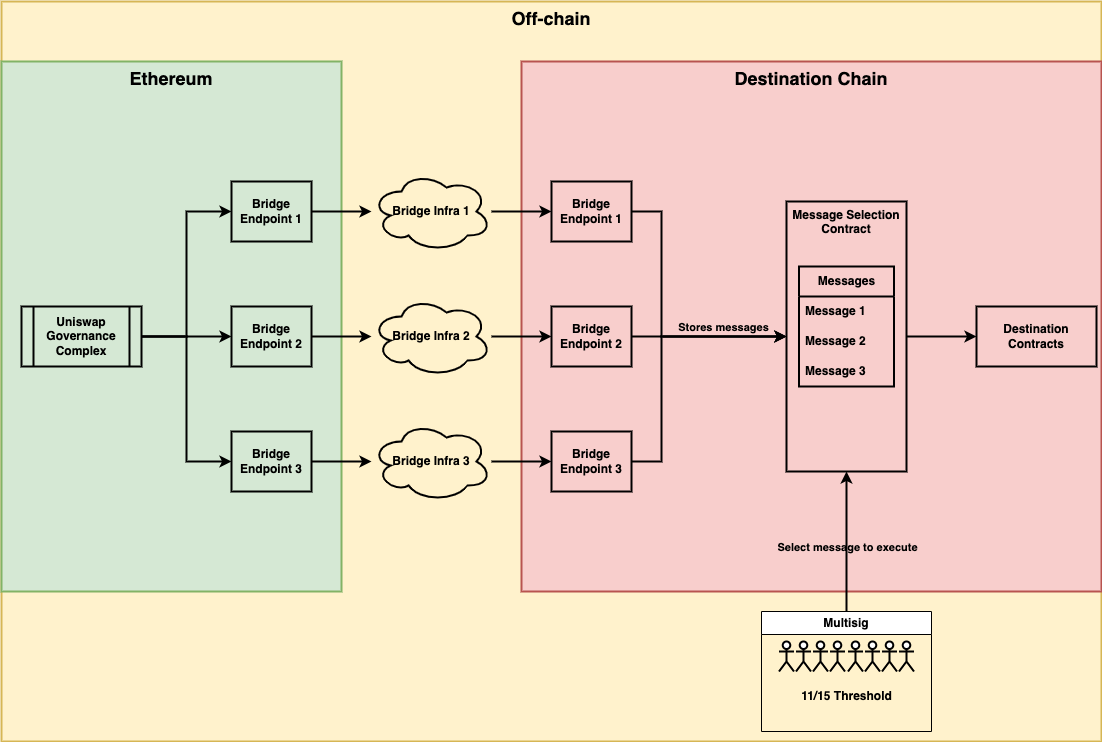 Off-chain
Ethereum
Destination Chain
Uniswap
Governance
Complex
Bridge
Endpoint 1
Bridge
Endpoint 2
Bridge
Endpoint 3
Bridge Infra 1
Bridge Infra 2
Bridge Infra 3
Bridge
Endpoint 1
Bridge
Endpoint 2
Bridge
Endpoint 3
Stores messages
Message Selection
Contract
Messages
Message 1
Message 2
Message 3
Destination
Contracts
Select message to execute
Multisig
11/15 Threshold